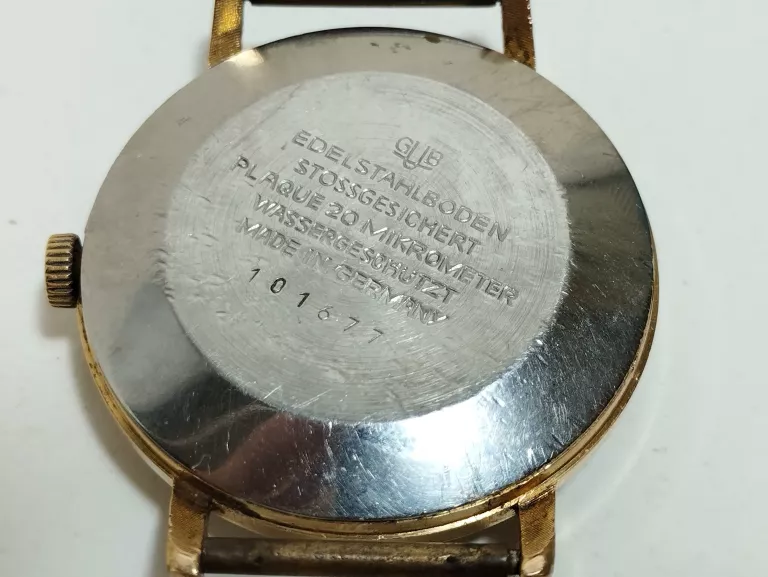 GUB
EDELSTAHLBODEN
STOSSGESICHERT
PLAQUE 20 MIKROMETER
WASSERGESCHÜTZT
MADE IN GERMANY
101677